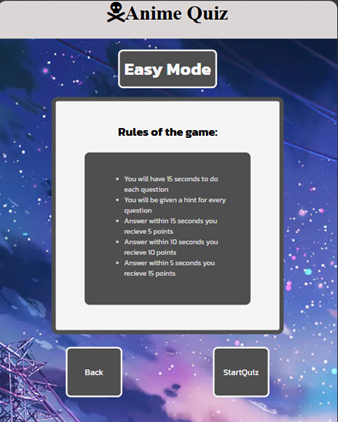 Anime Quiz
Easy Mode
Rules of the game:
You will have 15 seconds to do
each question
You will be given a hint for every
question
Answer within 15 seconds you
recieve 5 points
Answer within 10 seconds you
recieve 10 points
Answer within 5 seconds you
recieve 15 points
Back
StartQuiz